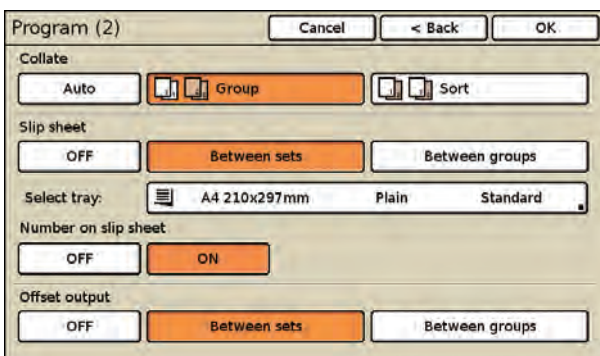 Program (2) Cancel < Back OK
Collate
Auto Group Sort
Slip sheet
OFF Between sets Between groups
Select tray: A4 210x297mm Plain Standard
Number on slip sheet
OFF ON
Offset output
OFF Between sets Between groups